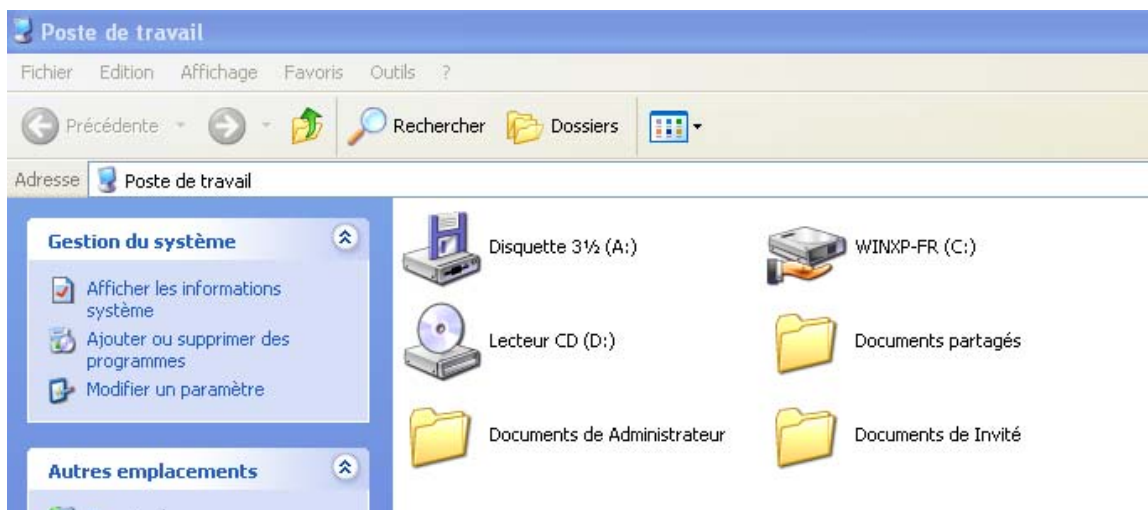 Poste de travail
Fichier Edition Affichage Favoris Outils ?
Précédente Rechercher Dossiers
Adresse Poste de travail
Gestion du système
Afficher les informations
système
Ajouter ou supprimer des
programmes
Modifier un paramètre
Autres emplacements
Disquette 3½ (A:)
WINXP-FR (C:)
Lecteur CD (D:)
Documents partagés
Documents de Administrateur
Documents de Invité